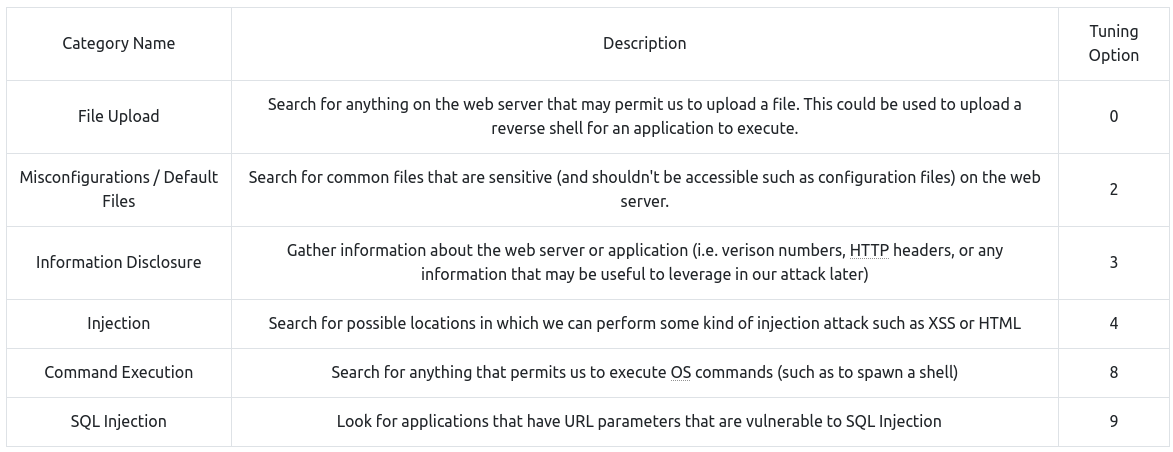 Category Name
Description
Tuning
Option
File Upload
Search for anything on the web server that may permit us to upload a file. This could be used to upload a
reverse shell for an application to execute.
0
Misconfigurations / Default
Files
Search for common files that are sensitive (and shouldn't be accessible such as configuration files) on the web
server.
2
Information Disclosure
Gather information about the web server or application (i.e. verison numbers, HTTP headers, or any
information that may be useful to leverage in our attack later)
3
Injection
Search for possible locations in which we can perform some kind of injection attack such as XSS or HTML
4
Command Execution
Search for anything that permits us to execute OS commands (such as to spawn a shell)
8
SQL Injection
Look for applications that have URL parameters that are vulnerable to SQL Injection
9